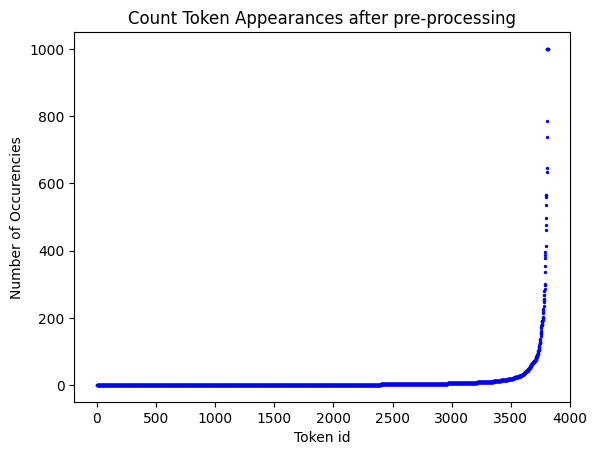 Count Token Appearances after pre-processing
1000
800
600
400
200
0
Number of Occurencies
0 500 1000 1500 2000 2500 3000 3500 4000
Token id